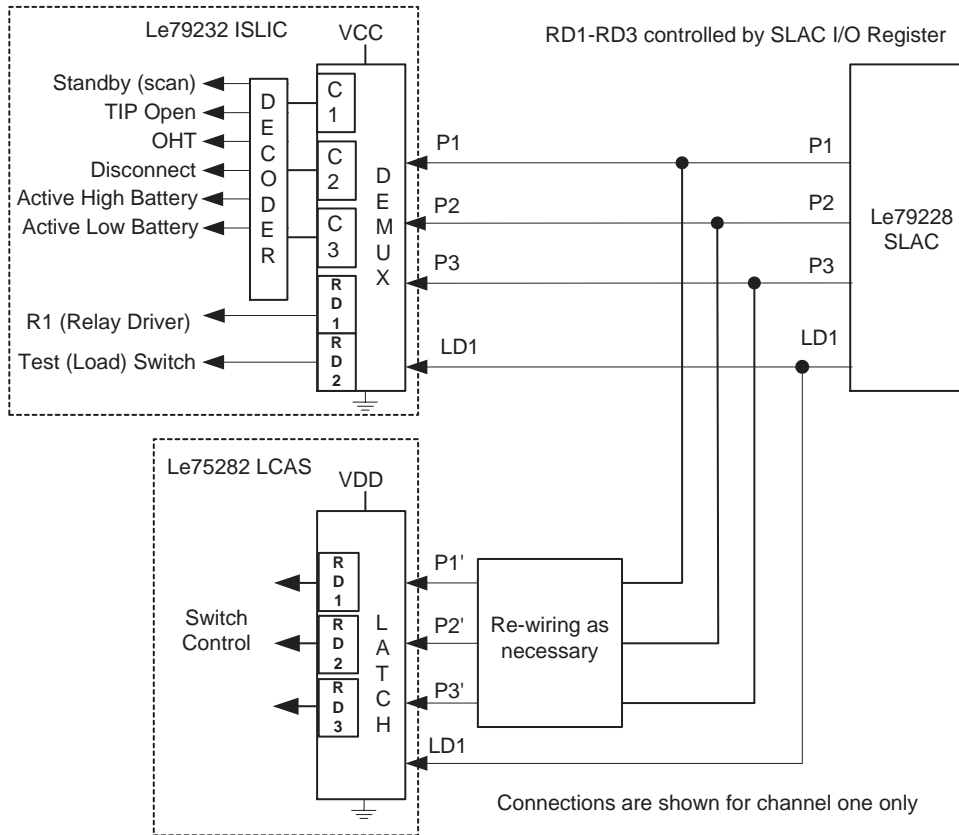 Le79232 ISLIC
VCC
RD1-RD3 controlled by SLAC I/O Register
Standby (scan)
TIP Open
OHT
Disconnect
Active High Battery
Active Low Battery
R1 (Relay Driver)
Test (Load) Switch
DECODER
C1
C2
C3
RD1
RD2
DEMUX
P1
P2
P3
LD1
P1
P2
P3
LD1
Le79228
SLAC
Le75282 LCAS
VDD
Switch
Control
RD1
RD2
RD3
LATCH
P1'
P2'
P3'
LD1
Re-wiring as
necessary
Connections are shown for channel one only